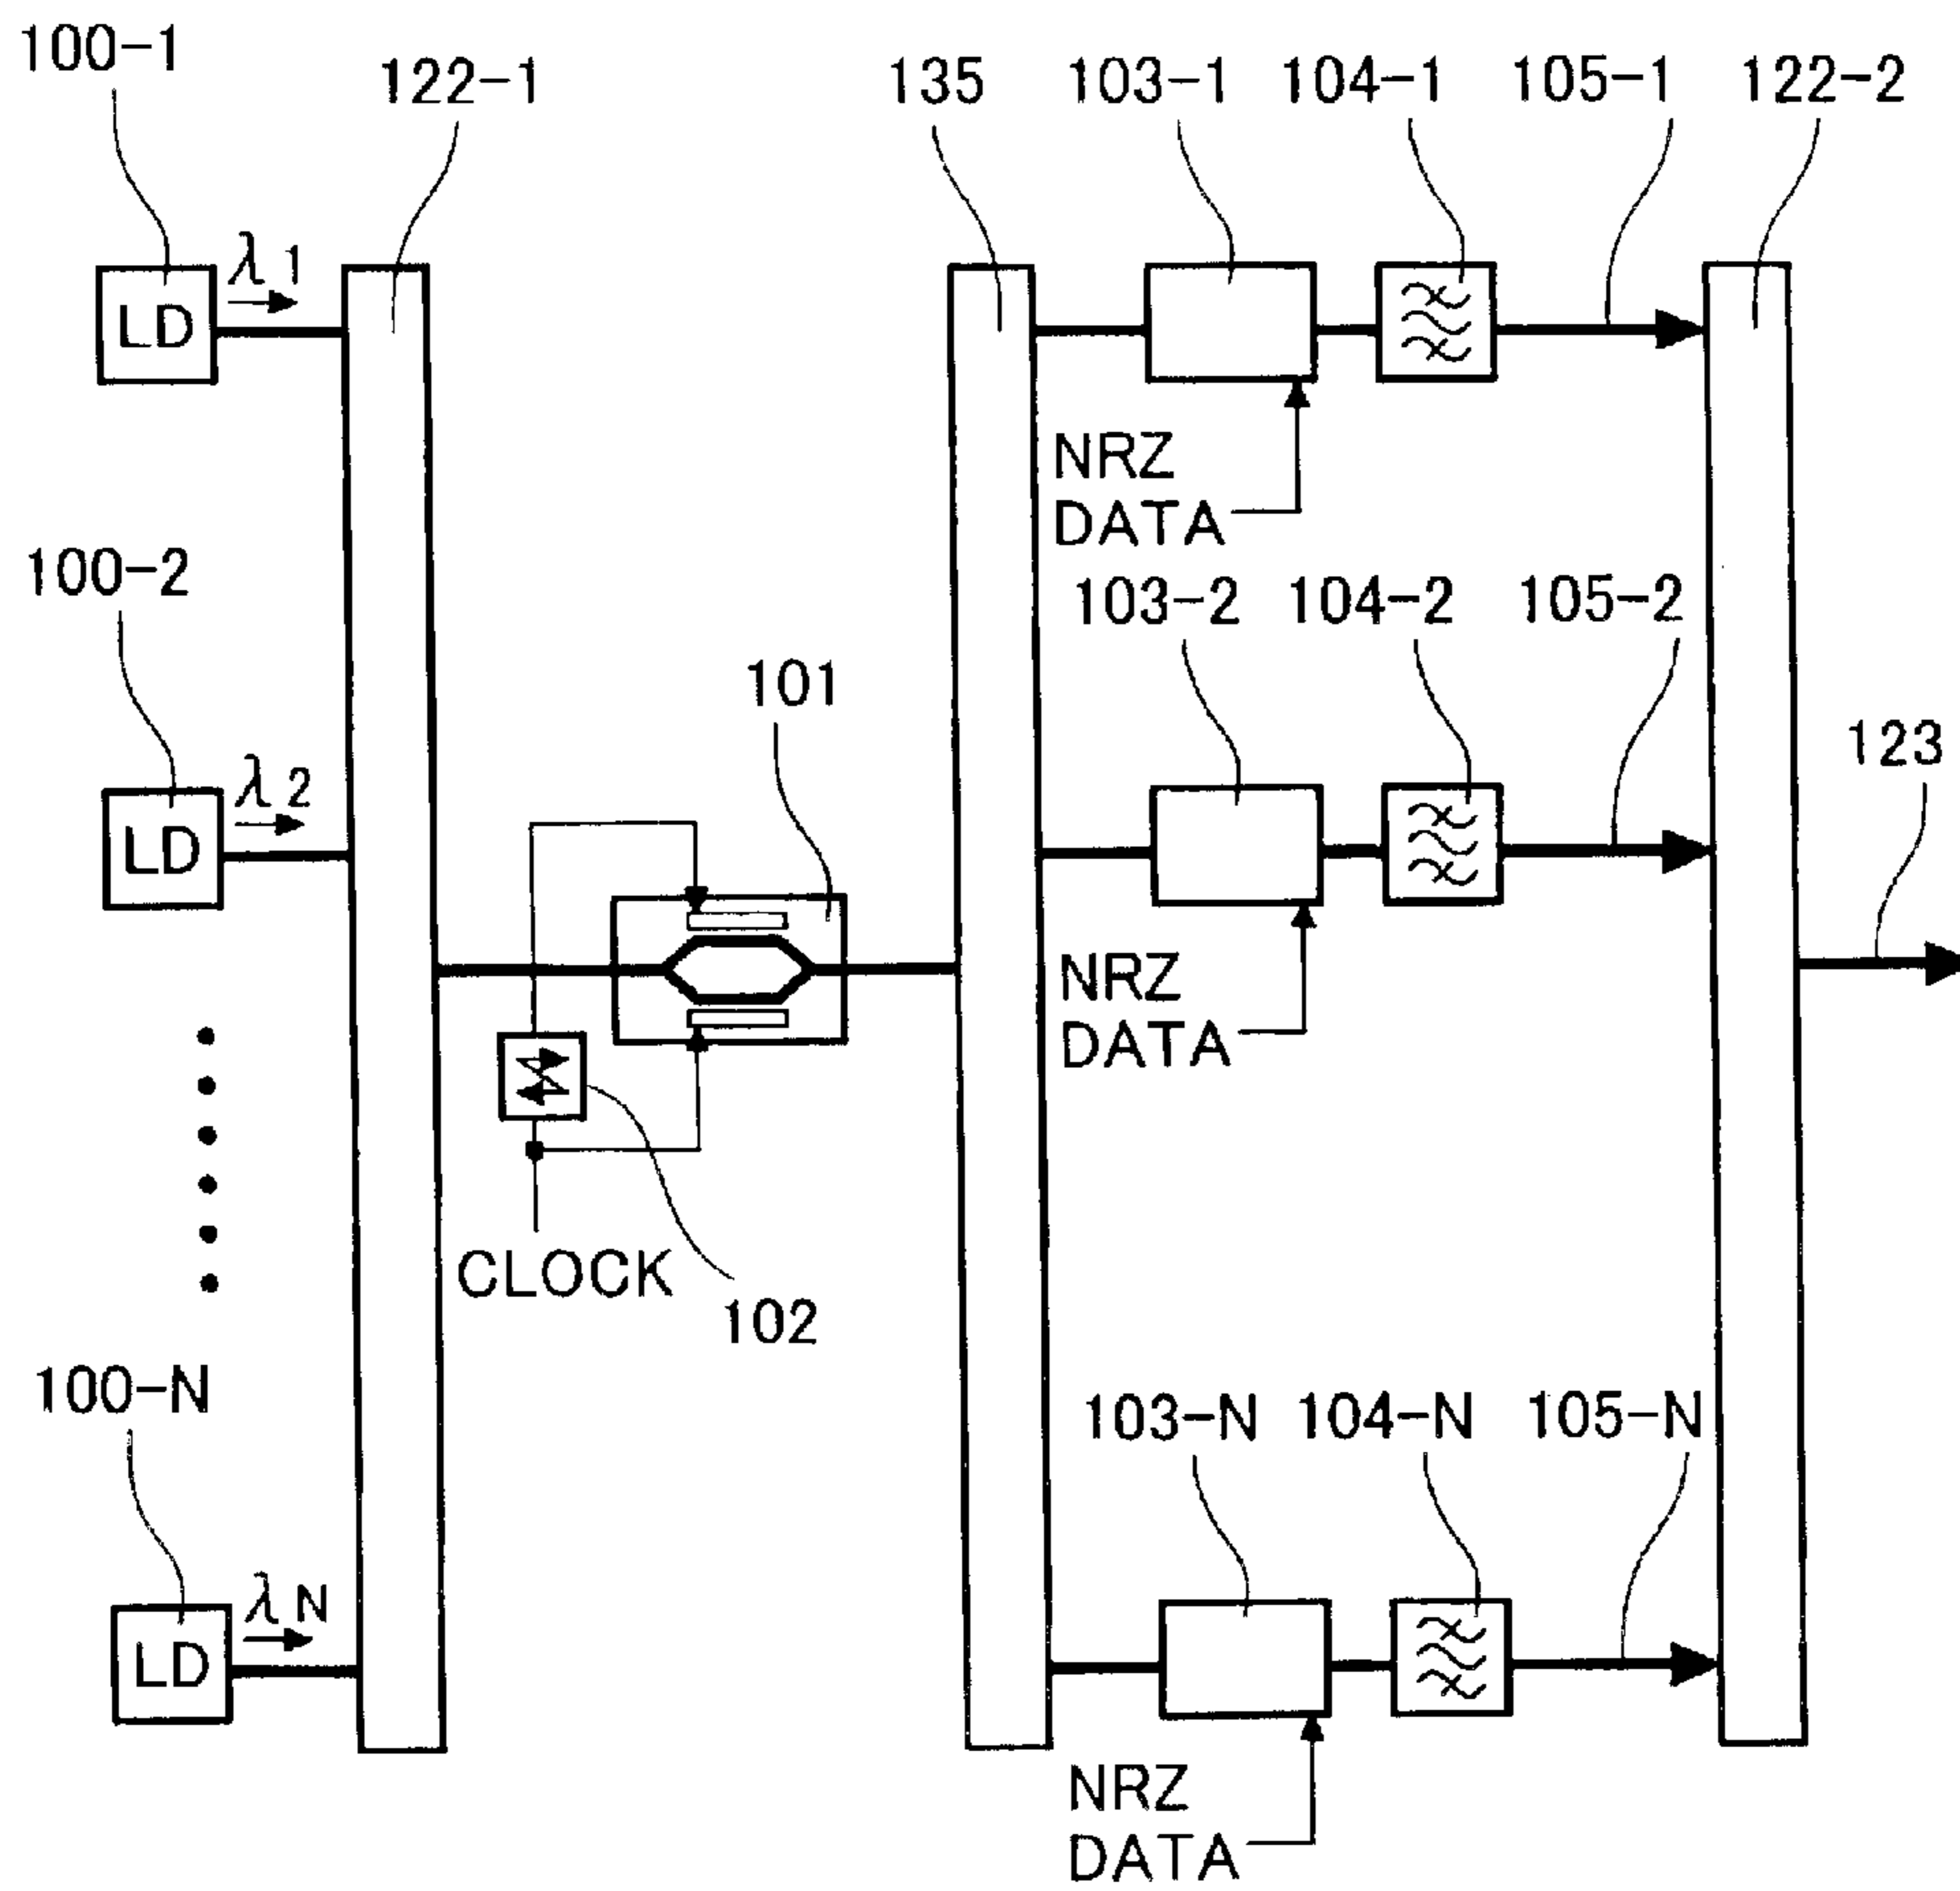 100-1
122-1
135
103-1
104-1
105-1
122-2
λ1
LD
NRZ
DATA
100-2
103-2
104-2
105-2
101
123
λ2
LD
NRZ
DATA
CLOCK
102
100-N
103-N
104-N
105-N
λN
LD
NRZ
DATA